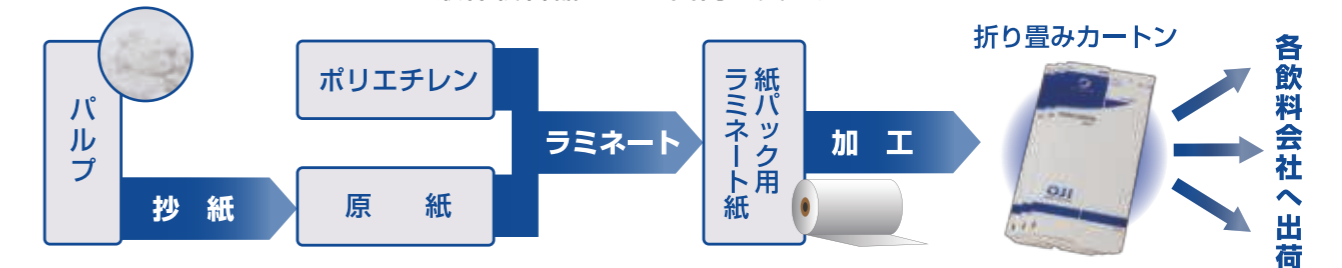 パルプ
抄 紙
ポリエチレン
原 紙
ラミネート
紙パック用
ラミネート紙
加 工
折り畳みカートン
OJI
各飲料会社へ出荷